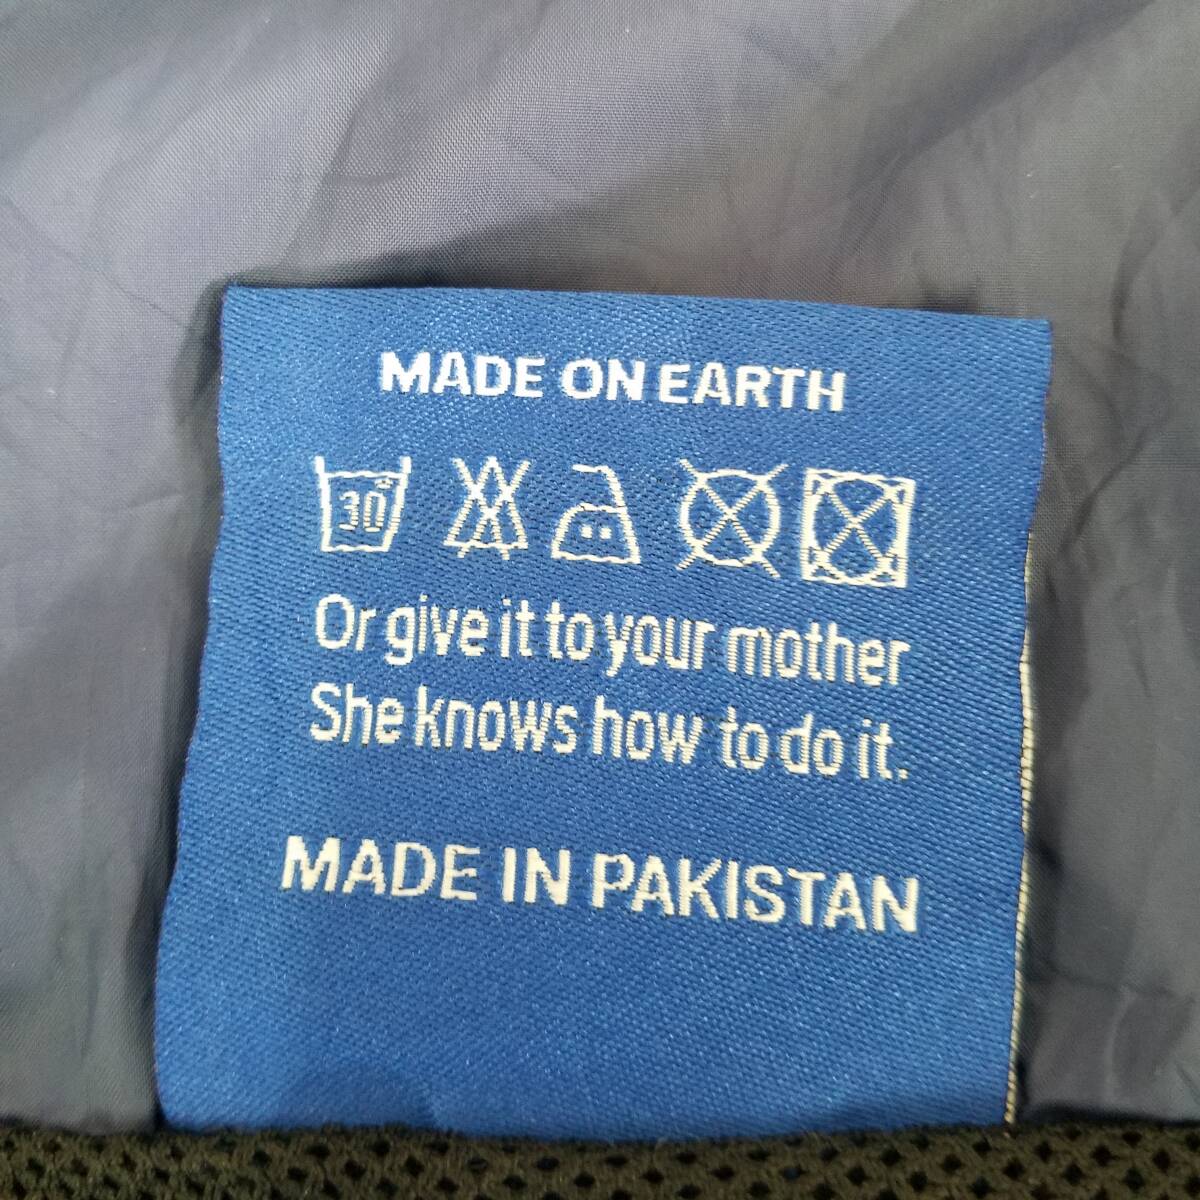 MADE ON EARTH
30°
Or give it to your mother
She knows how to do it.
MADE IN PAKISTAN